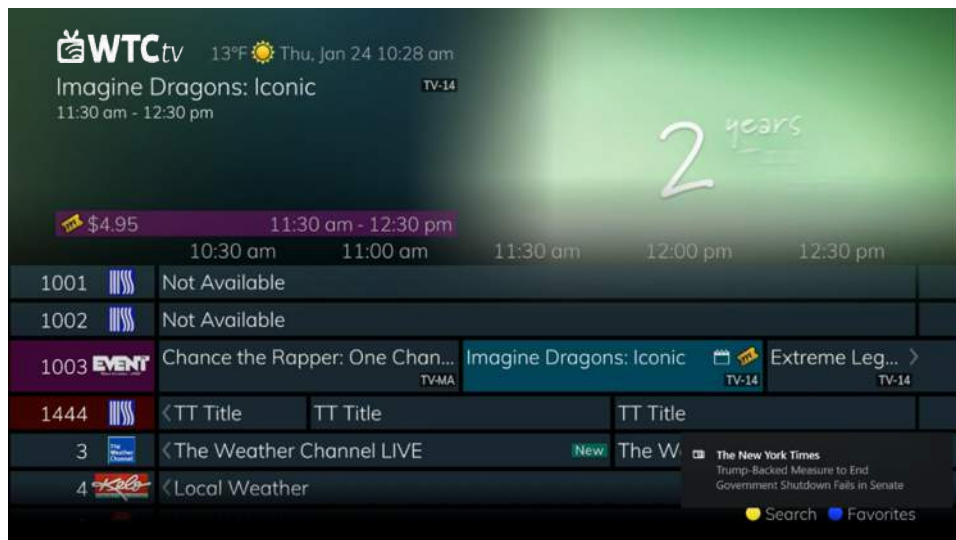 WTCtv 13°F Thu, Jan 24 10:28 am
Imagine Dragons: Iconic TV-14
11:30 am - 12:30 pm
2 years
$4.95 11:30 am - 12:30 pm
10:30 am 11:00 am 11:30 am 12:00 pm 12:30 pm
1001 Not Available
1002 Not Available
1003 EVENT Chance the Rapper: One Chan... TV-MA Imagine Dragons: Iconic TV-14 Extreme Leg... TV-14
1444 TT Title TT Title TT Title
3 The Weather Channel The Weather Channel LIVE New The W
4 Kelo Local Weather
The New York Times
Trump-Backed Measure to End
Government Shutdown Fails in Senate
Search Favorites